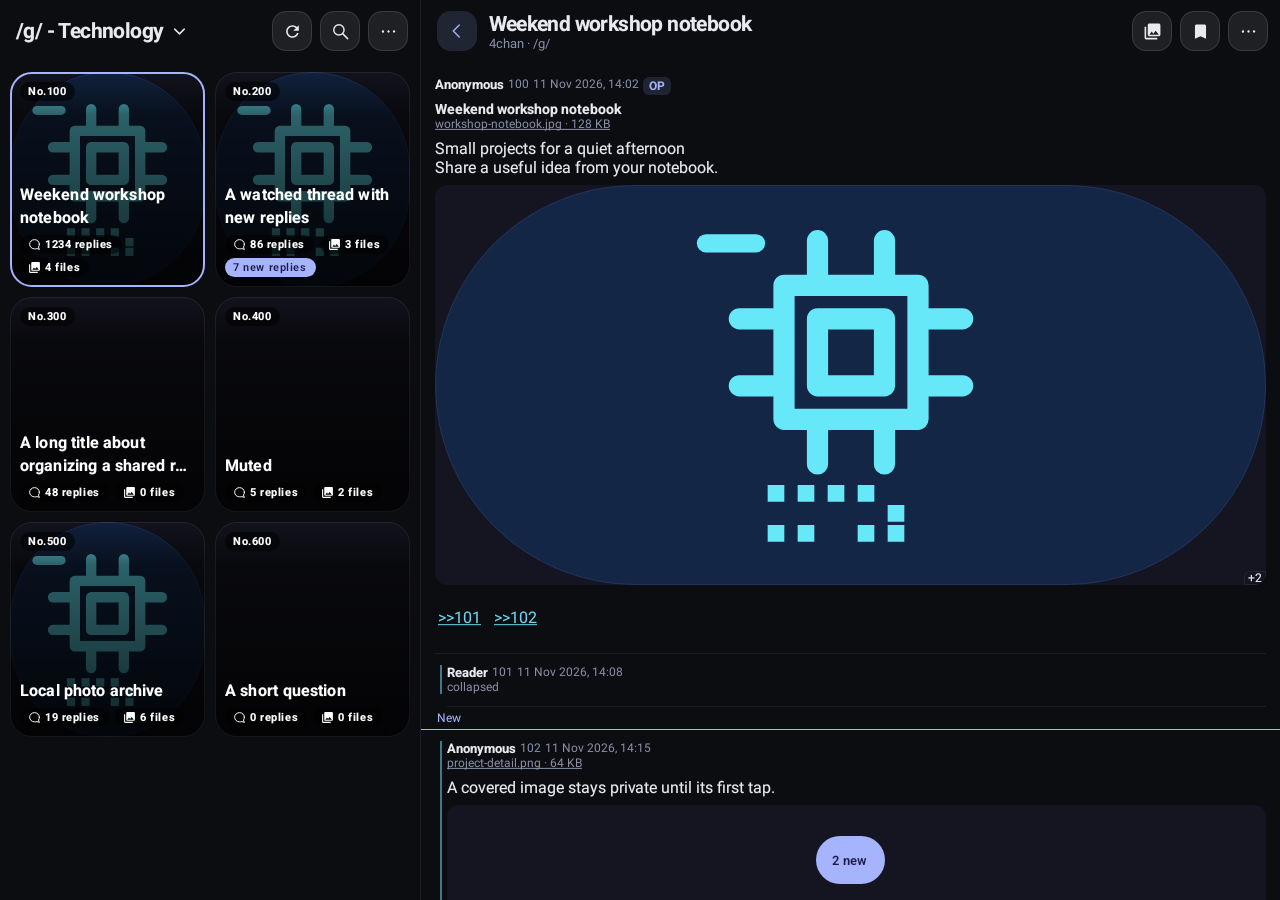 /g/ - Technology
No.100
Weekend workshop
notebook
1234 replies
4 files
No.200
A watched thread with
new replies
86 replies
3 files
7 new replies
No.300
A long title about
organizing a shared r…
48 replies
0 files
No.400
Muted
5 replies
2 files
No.500
Local photo archive
19 replies
6 files
No.600
A short question
0 replies
0 files
Weekend workshop notebook
4chan · /g/
Anonymous 100 11 Nov 2026, 14:02 OP
Weekend workshop notebook
workshop-notebook.jpg · 128 KB
Small projects for a quiet afternoon
Share a useful idea from your notebook.
+2
>>101 >>102
Reader 101 11 Nov 2026, 14:08
collapsed
New
Anonymous 102 11 Nov 2026, 14:15
project-detail.png · 64 KB
A covered image stays private until its first tap.
2 new